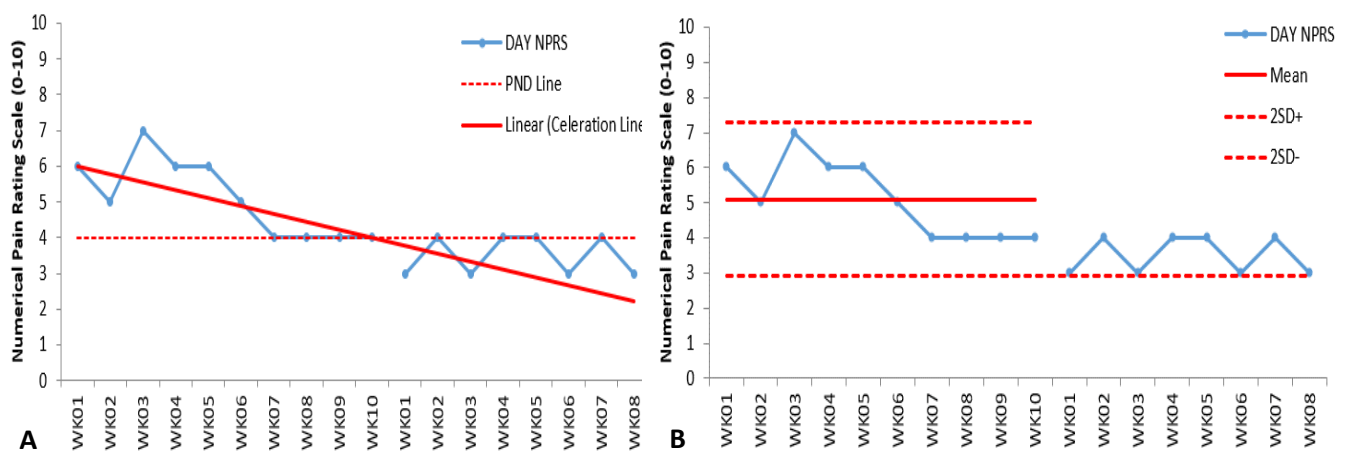 Numerical Pain Rating Scale (0-10)
10
9
8
7
6
5
4
3
2
1
0
DAY NPRS
PND Line
Linear (Celeration Line
WK01
WK02
WK03
WK04
WK05
WK06
WK07
WK08
WK09
WK10
WK01
WK02
WK03
WK04
WK05
WK06
WK07
WK08
A
Numerical Pain Rating Scale (0-10)
10
9
8
7
6
5
4
3
2
1
0
DAY NPRS
Mean
2SD+
2SD-
WK01
WK02
WK03
WK04
WK05
WK06
WK07
WK08
WK09
WK10
WK01
WK02
WK03
WK04
WK05
WK06
WK07
WK08
B